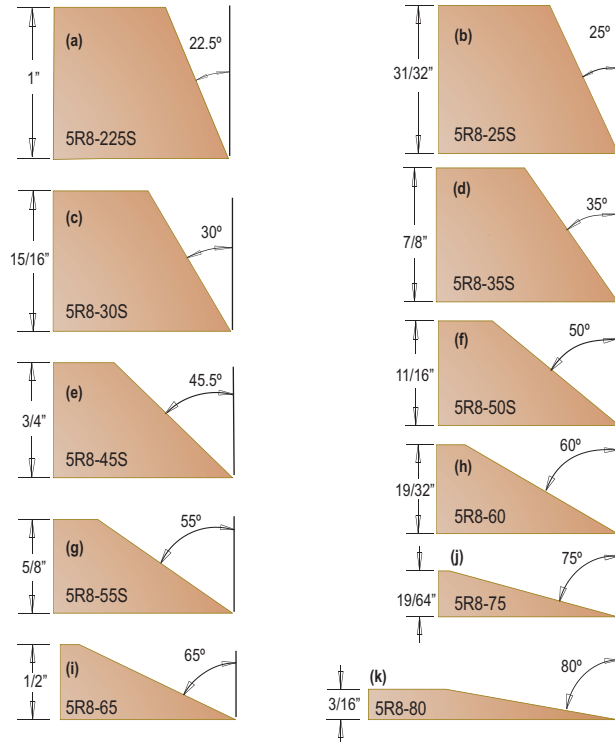 (a)
22.5º
1”
5R8-225S
(b)
25º
31/32”
5R8-25S
(c)
30º
15/16”
5R8-30S
(d)
35º
7/8”
5R8-35S
(e)
45.5º
3/4”
5R8-45S
(f)
50º
11/16”
5R8-50S
(g)
55º
5/8”
5R8-55S
(h)
60º
19/32”
5R8-60
(i)
65º
1/2”
5R8-65
(j)
75º
19/64”
5R8-75
(k)
80º
3/16”
5R8-80